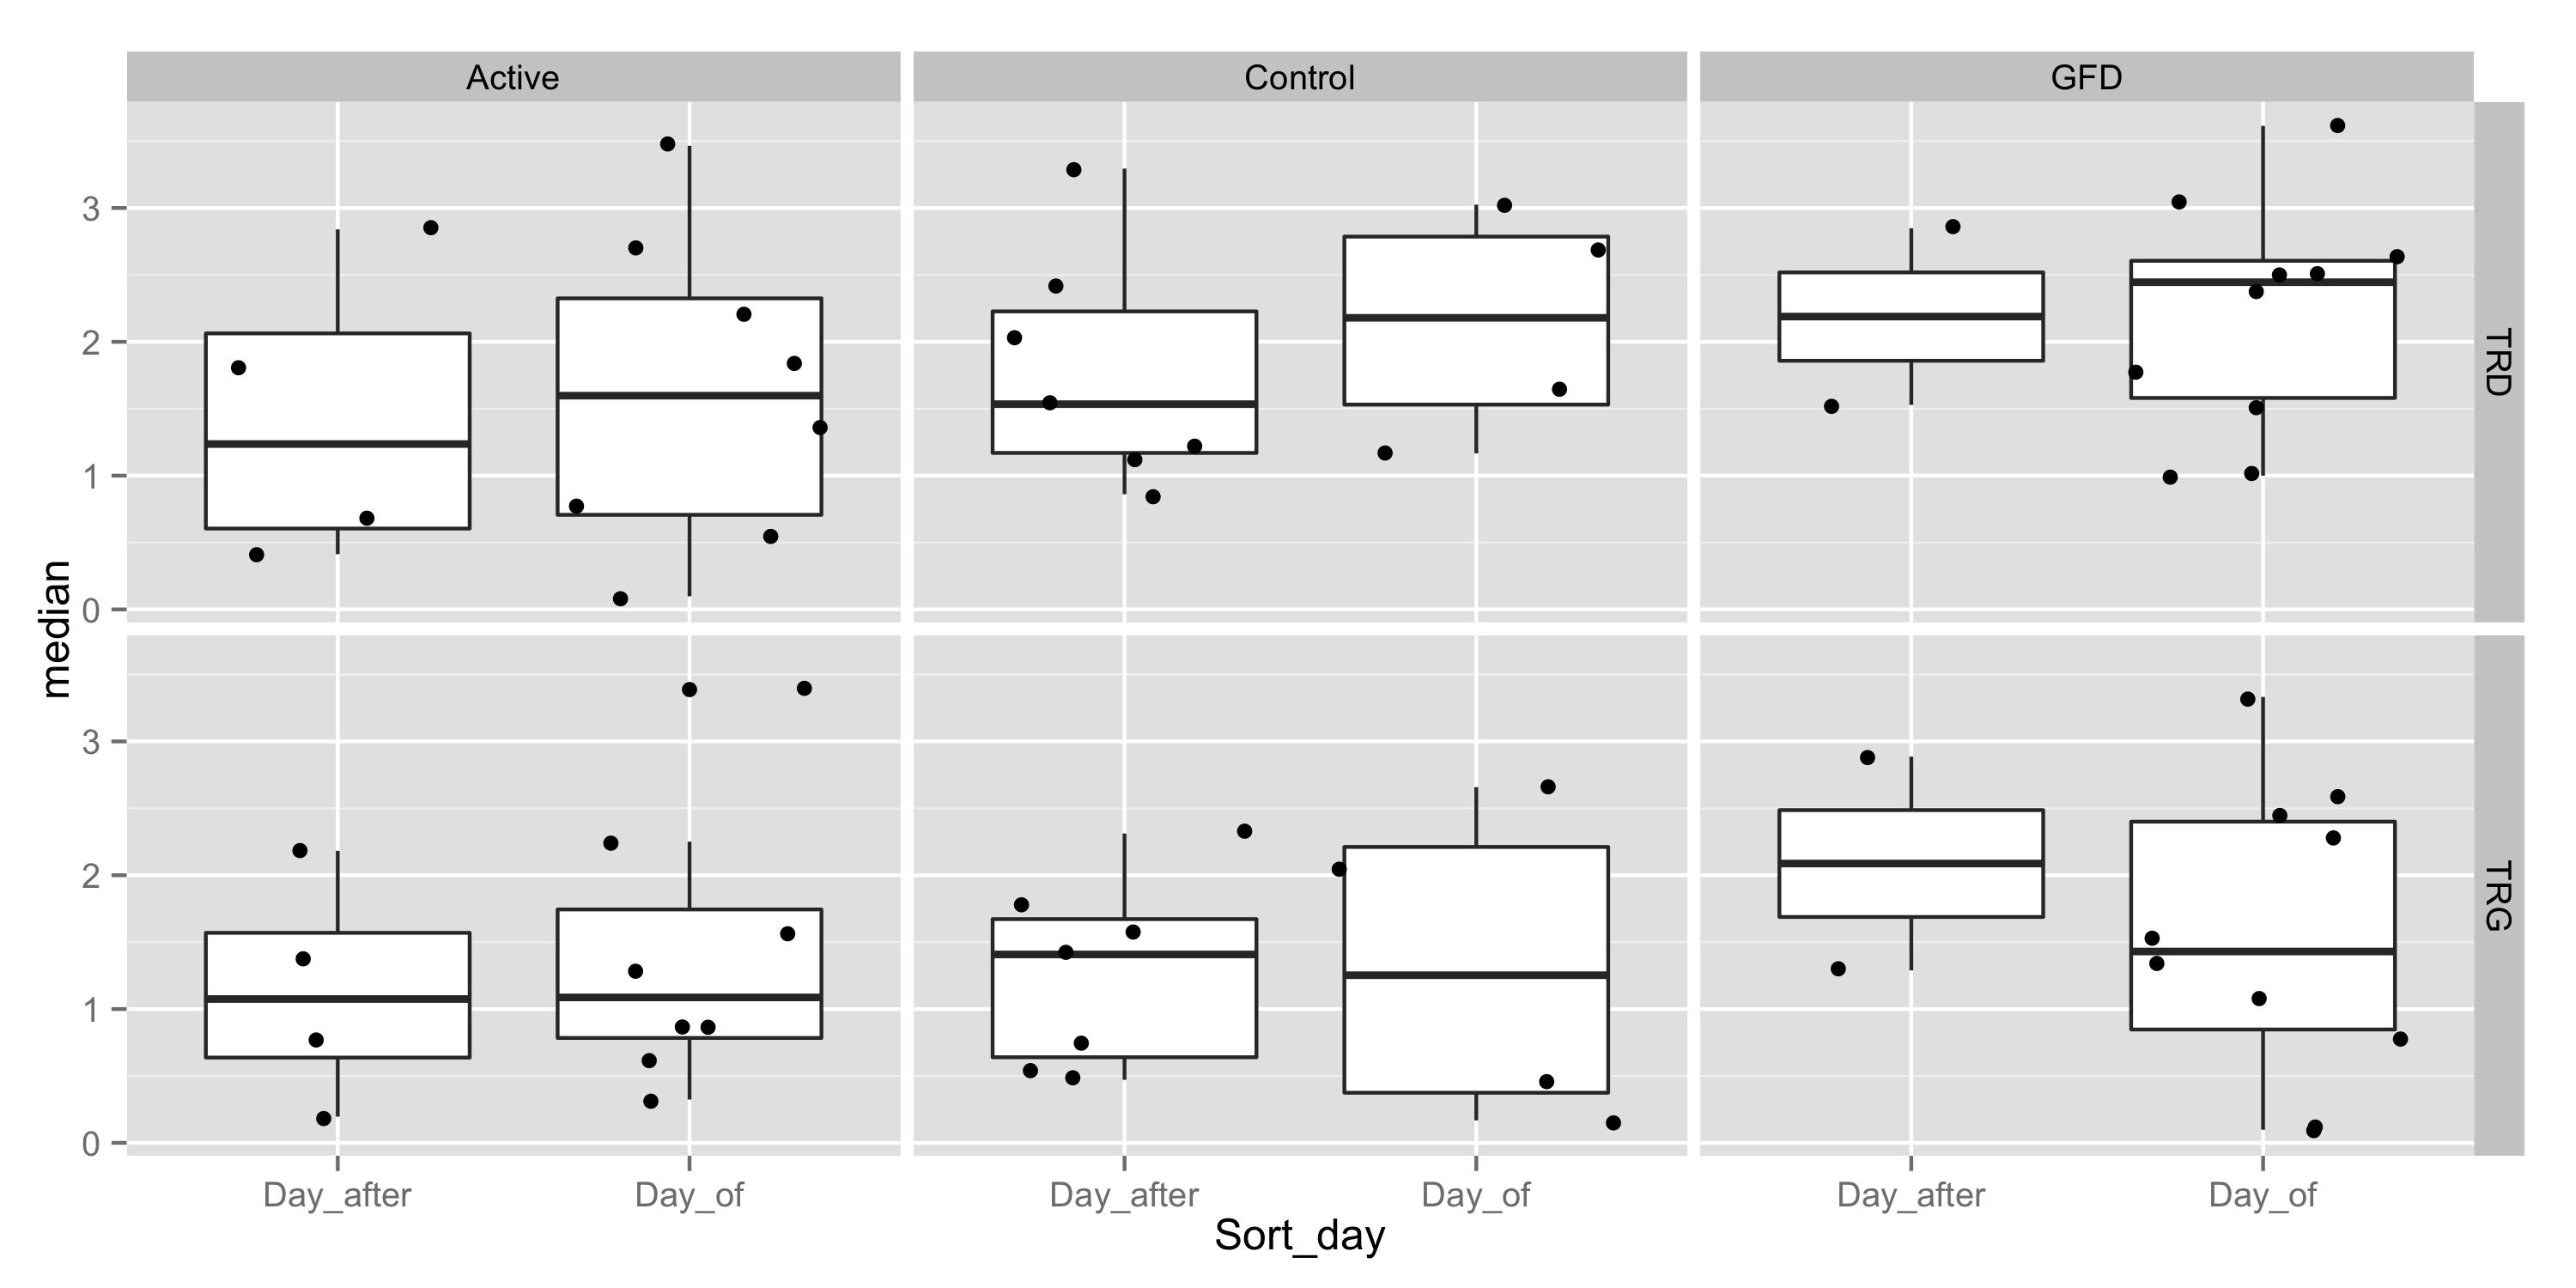 Active Control GFD
3
2
1
0
TRD
median
3
2
1
0
TRG
Day_after Day_of Day_after Day_of Day_after Day_of
Sort_day